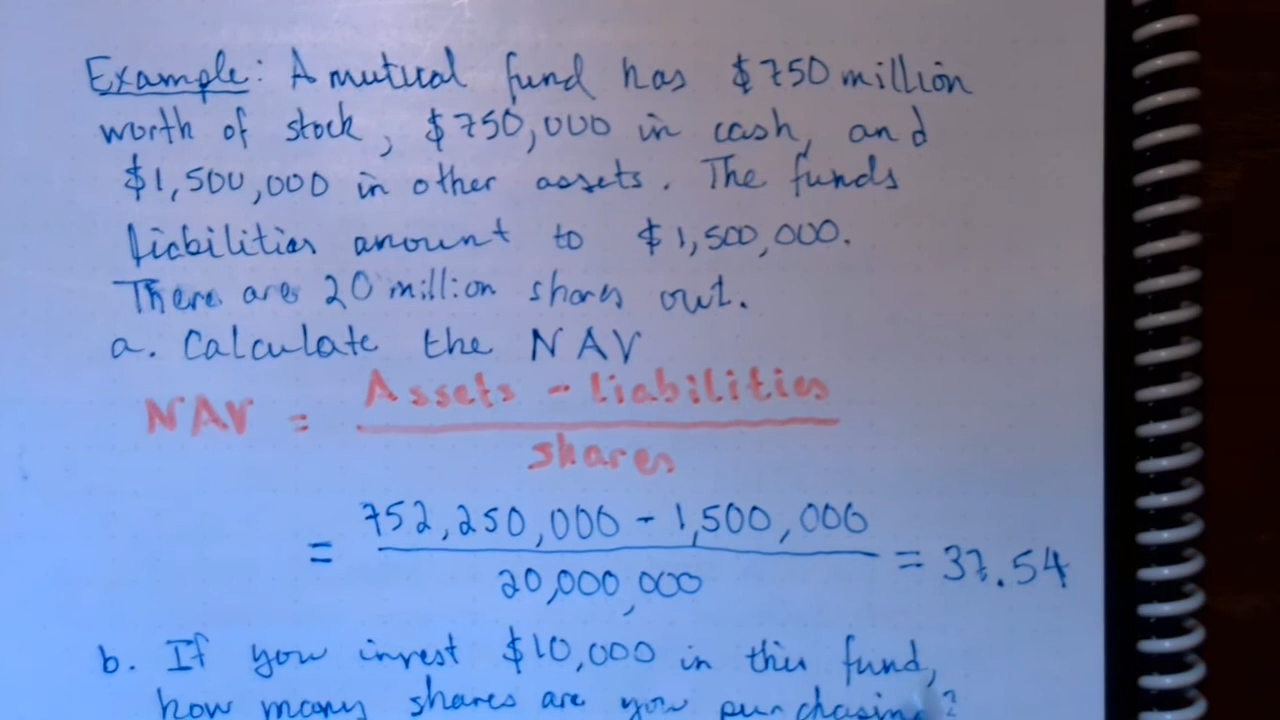 Example: A mutual fund has $750 million
worth of stock, $750,000 in cash, and
$1,500,000 in other assets. The funds
liabilities amount to $1,500,000.
There are 20 million shares out.
a. Calculate the NAV
NAV = Assets - liabilities / shares
= 752,250,000 - 1,500,000 / 20,000,000 = 37.54
b. If you invest $10,000 in this fund,
how many shares are you purchasing?